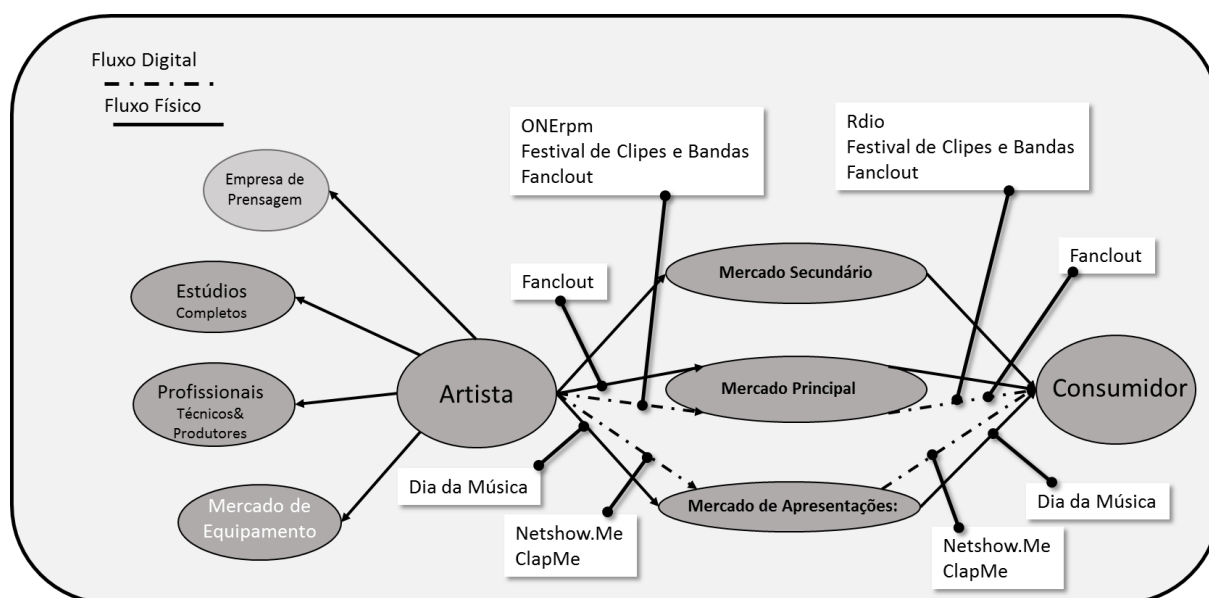 Fluxo Digital
Fluxo Físico
ONErpm
Festival de Clipes e Bandas
Fanclout
Rdio
Festival de Clipes e Bandas
Fanclout
Empresa de
Prensagem
Fanclout
Mercado Secundário
Fanclout
Estúdios
Completos
Artista
Mercado Principal
Consumidor
Profissionais
Técnicos&
Produtores
Dia da Música
Mercado de Apresentações:
Dia da Música
Mercado de
Equipamento
Netshow.Me
ClapMe
Netshow.Me
ClapMe